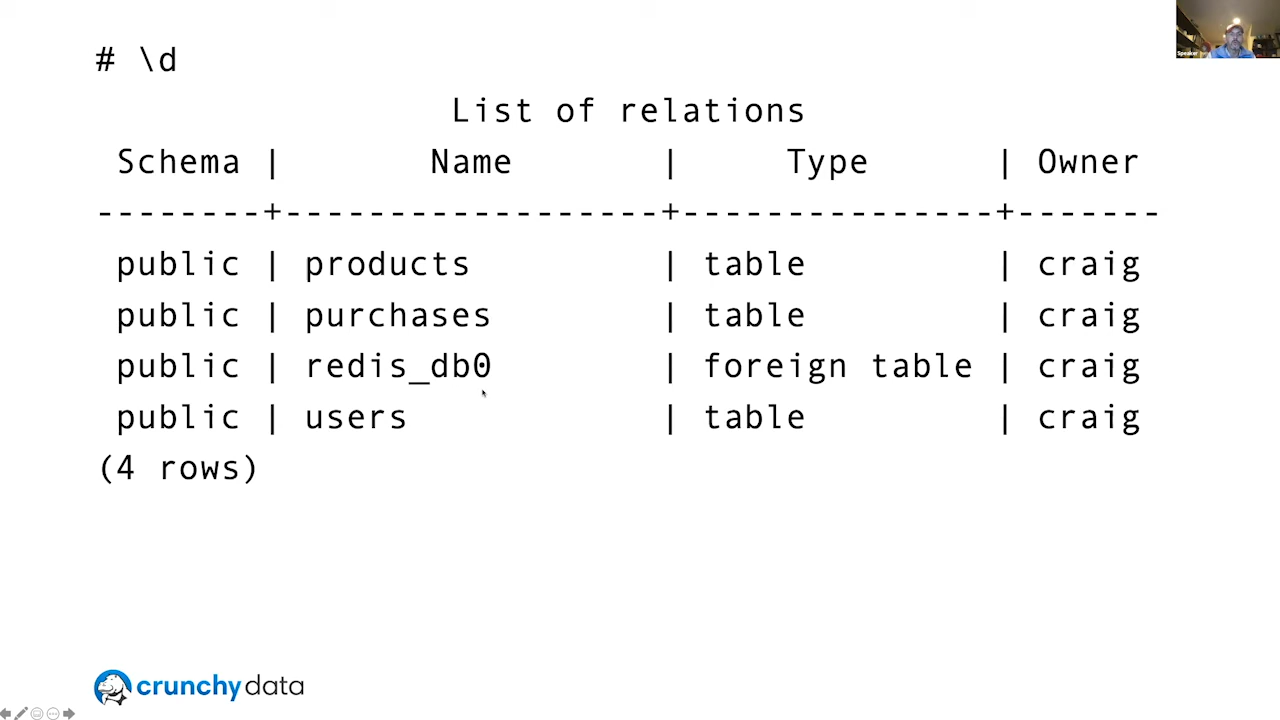 Speaker
# \d
List of relations
Schema | Name | Type | Owner
--------+------------------+---------------+-------
public | products | table | craig
public | purchases | table | craig
public | redis_db0 | foreign table | craig
public | users | table | craig
(4 rows)
crunchy data